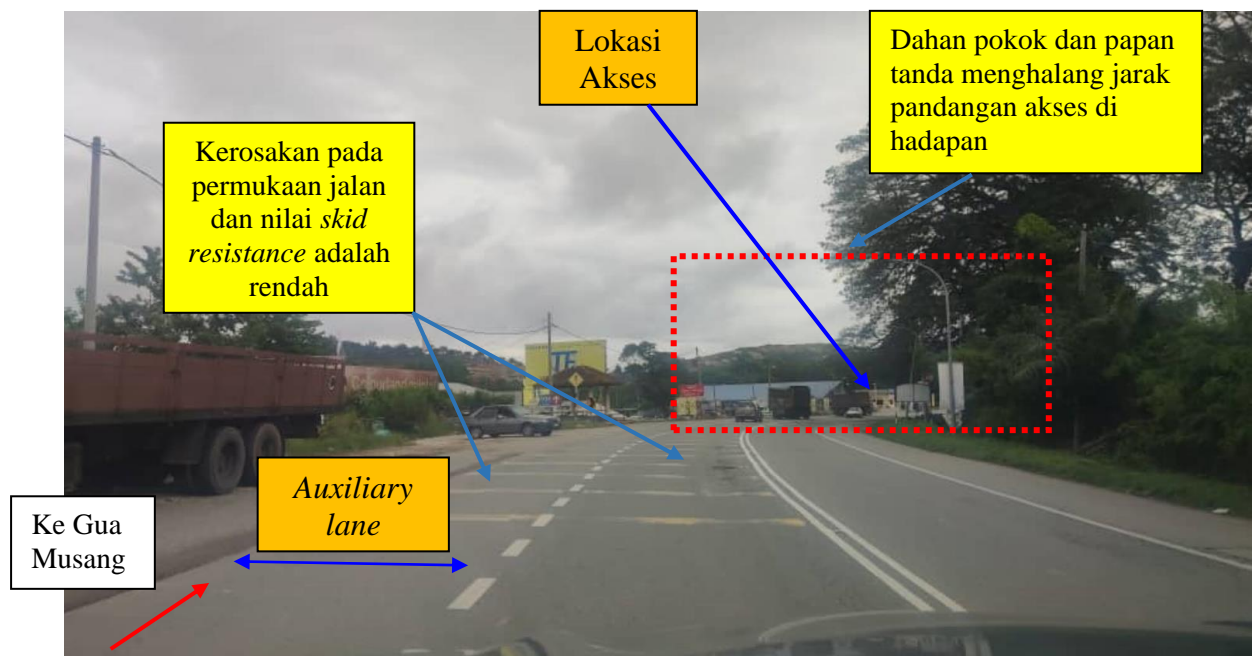 Lokasi
Akses
Dahan pokok dan papan
tanda menghalang jarak
pandangan akses di
hadapan
Kerosakan pada
permukaan jalan
dan nilai skid
resistance adalah
rendah
TF
Auxiliary
lane
Ke Gua
Musang